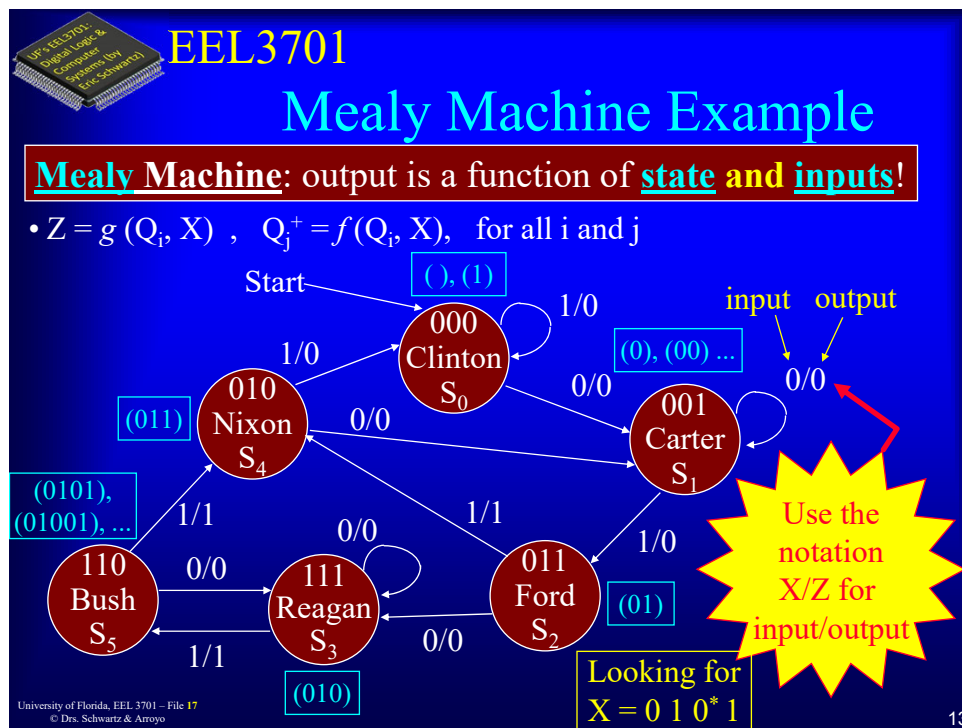 UF's EEL3701:
Digital Logic &
Computer
Systems (by
Eric Schwartz)
EEL3701
Mealy Machine Example
Mealy Machine: output is a function of state and inputs!
• Z = g (Qi, X) , Qj+ = f (Qi, X), for all i and j
Start
( ), (1)
input output
1/0
000
Clinton
S0
1/0
(0), (00) ...
0/0
0/0
010
Nixon
S4
(011)
0/0
001
Carter
S1
(0101),
(01001), ...
1/1
0/0
1/1
1/0
Use the
notation
X/Z for
input/output
110
Bush
S5
0/0
111
Reagan
S3
011
Ford
S2
(01)
1/1
0/0
(010)
Looking for
X = 0 1 0* 1
University of Florida, EEL 3701 – File 17
© Drs. Schwartz & Arroyo